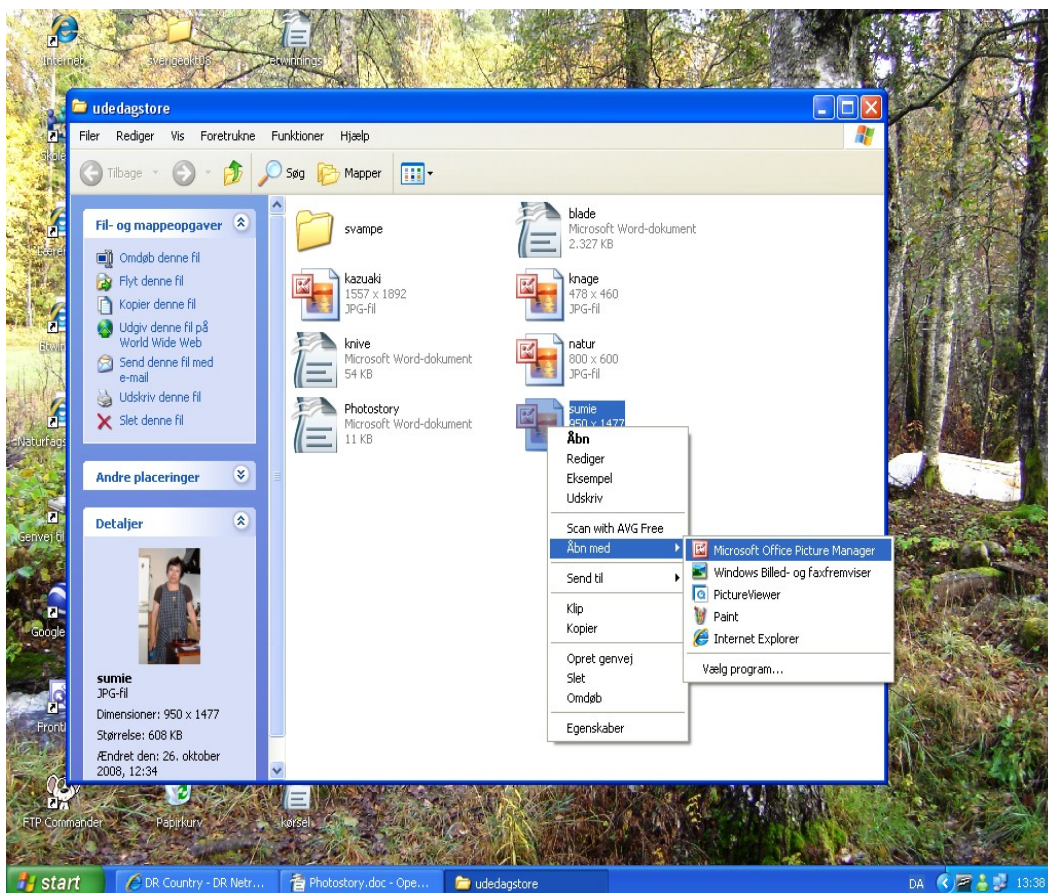 Internet
sverigeokt08
etwinnings
udedagstore
Filer Rediger Vis Foretrukne Funktioner Hjælp
Tilbage Søg Mapper
Fil- og mappeopgaver
Omdøb denne fil
Flyt denne fil
Kopier denne fil
Udgiv denne fil på
World Wide Web
Send denne fil med
e-mail
Udskriv denne fil
Slet denne fil
Andre placeringer
Detaljer
sumie
JPG-fil
Dimensioner: 950 x 1477
Størrelse: 608 KB
Ændret den: 26. oktober
2008, 12:34
svampe
blade
Microsoft Word-dokument
2.327 KB
kazuaki
1557 x 1892
JPG-fil
knage
478 x 460
JPG-fil
knive
Microsoft Word-dokument
54 KB
natur
800 x 600
JPG-fil
Photostory
Microsoft Word-dokument
11 KB
sumie
950 x 1477
Åbn
Rediger
Eksempel
Udskriv
Scan with AVG Free
Åbn med
Send til
Klip
Kopier
Opret genvej
Slet
Omdøb
Egenskaber
Microsoft Office Picture Manager
Windows Billed- og faxfremviser
PictureViewer
Paint
Internet Explorer
Vælg program...
Naturfags
Genvej til
Google
Frontl
FTP Commander
Papirkurv
kørsel
start
DR Country - DR Netr...
Photostory.doc - Ope...
udedagstore
DA
13:38